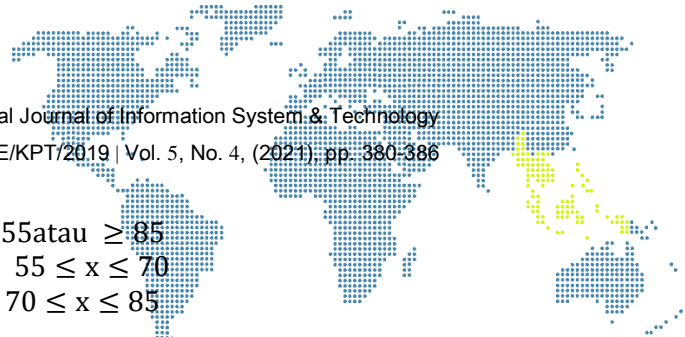 al Journal of Information System & Technology
E/KPT/2019 | Vol. 5, No. 4, (2021), pp. 380-386
55atau ≥ 85
55 ≤ x ≤ 70
70 ≤ x ≤ 85